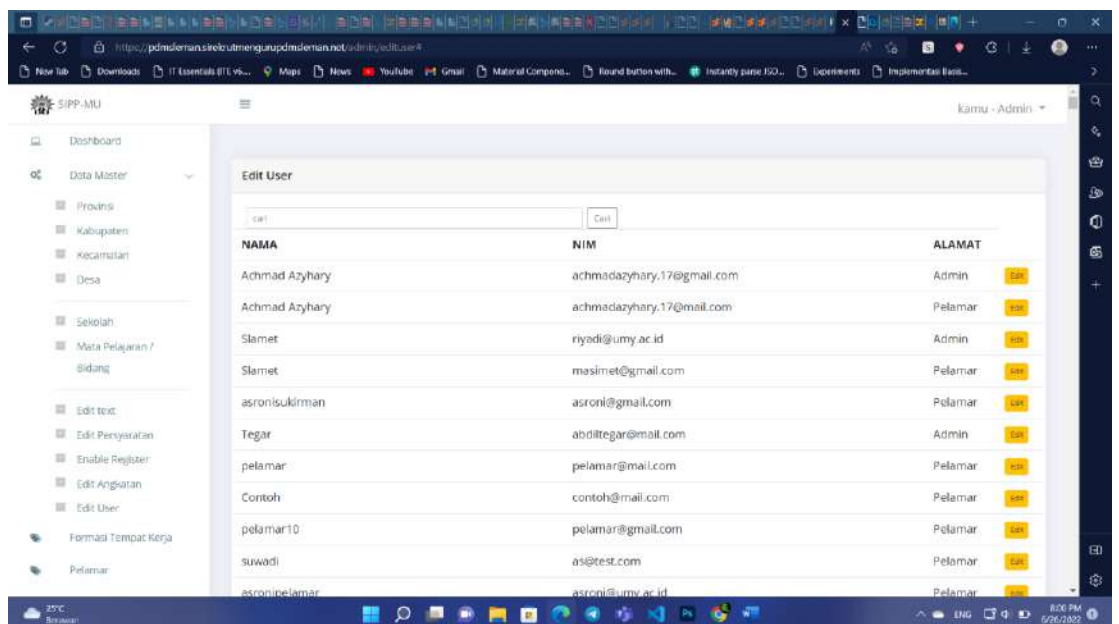 https://pdmsleman.sirekrutmengurupdmsleman.net/admin/edituser#
New Tab Downloads IT Essentials (ITE v6... Maps News YouTube Gmail Material Compone... Round button with... Instantly parse JSO... Experiments Implementasi Basis...
SIPP-MU
kamu - Admin
Dashboard
Data Master
Provinsi
Kabupaten
Kecamatan
Desa
Sekolah
Mata Pelajaran /
Bidang
Edit text
Edit Persyaratan
Enable Register
Edit Angkatan
Edit User
Formasi Tempat Kerja
Pelamar
Edit User
cari Cari
NAMA NIM ALAMAT
Achmad Azyhary achmadazyhary.17@gmail.com Admin Edit
Achmad Azyhary achmadazyhary.17@mail.com Pelamar Edit
Slamet riyadi@umy.ac.id Admin Edit
Slamet masimet@gmail.com Pelamar Edit
asronisukirman asroni@gmail.com Pelamar Edit
Tegar abdiltegar@mail.com Admin Edit
pelamar pelamar@mail.com Pelamar Edit
Contoh contoh@mail.com Pelamar Edit
pelamar10 pelamar@gmail.com Pelamar Edit
suwadi as@test.com Pelamar Edit
asronipelamar asroni@umy.ac.id Pelamar Edit
25°C
Berawan
ENG
8:00 PM
6/26/2022